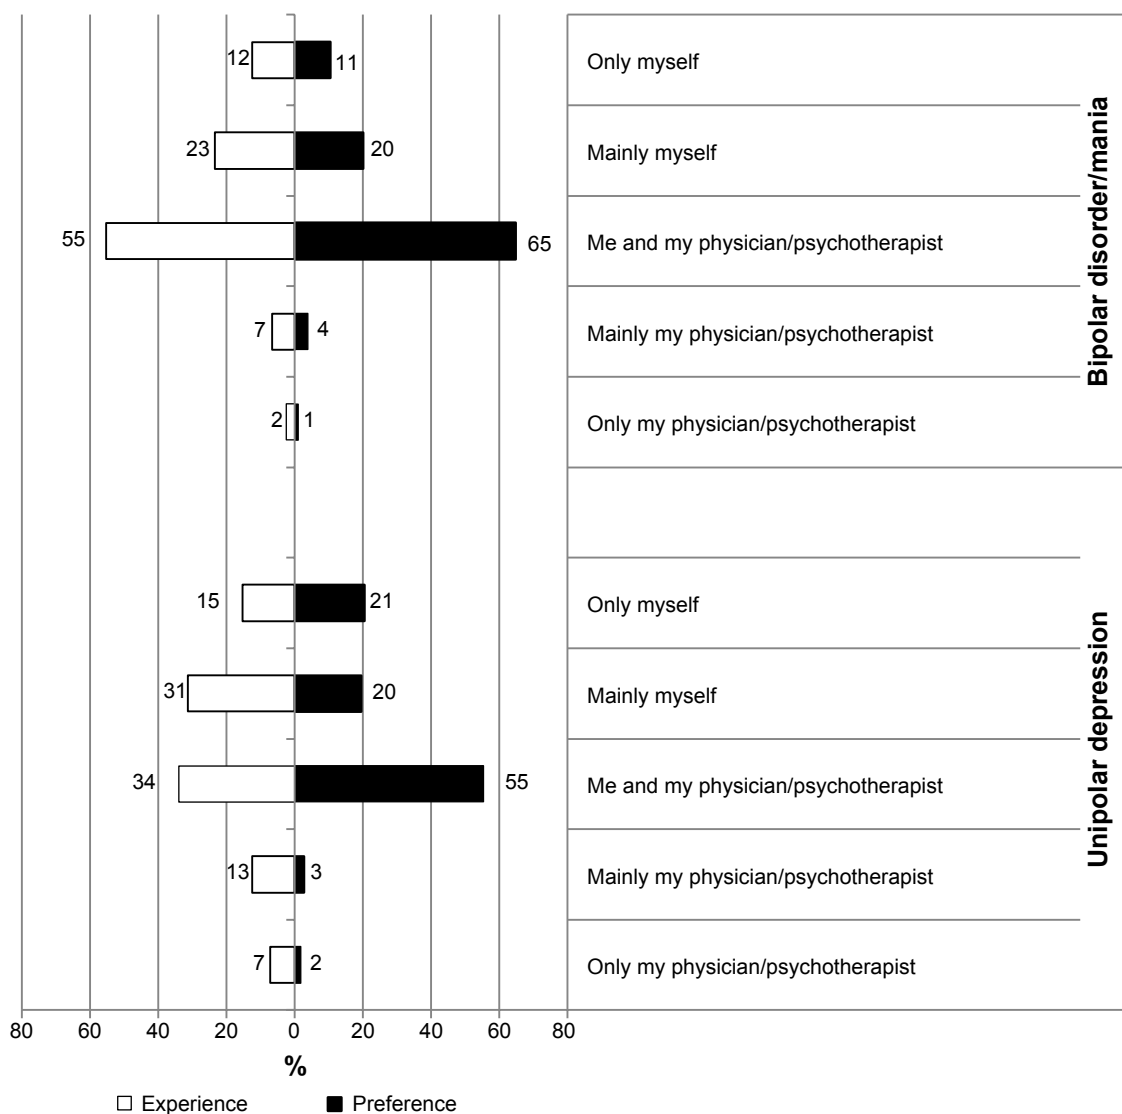 12 11 Only myself
23 20 Mainly myself
55 65 Me and my physician/psychotherapist
7 4 Mainly my physician/psychotherapist
2 1 Only my physician/psychotherapist
Bipolar disorder/mania
15 21 Only myself
31 20 Mainly myself
34 55 Me and my physician/psychotherapist
13 3 Mainly my physician/psychotherapist
7 2 Only my physician/psychotherapist
Unipolar depression
80 60 40 20 0 20 40 60 80
%
Experience Preference